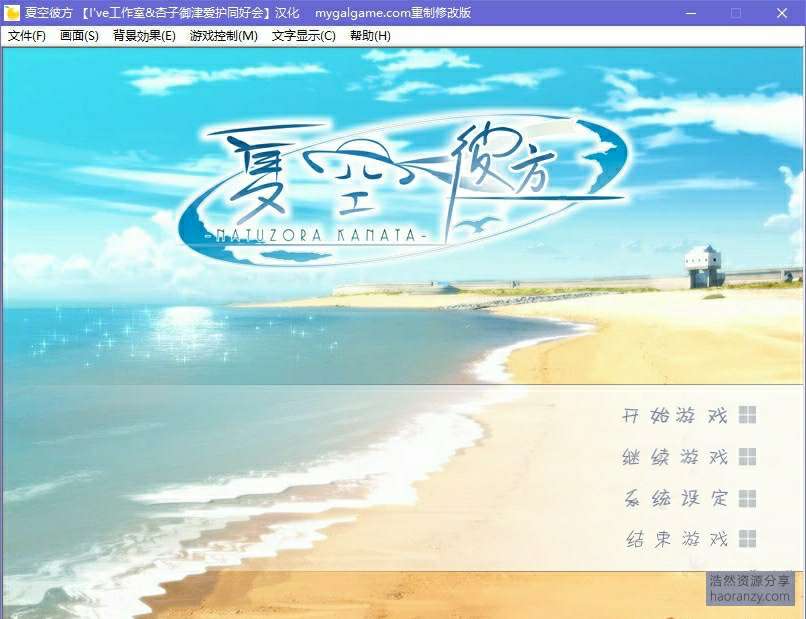 夏空彼方 【I've工作室&杏子御津爱护同好会】汉化 mygalgame.com重制修改版
文件(F) 画面(S) 背景效果(E) 游戏控制(M) 文字显示(C) 帮助(H)
夏空彼方
-NATUZORA KANATA-
开始游戏
继续游戏
系统设定
结束游戏
浩然资源分享
haoranzy.com